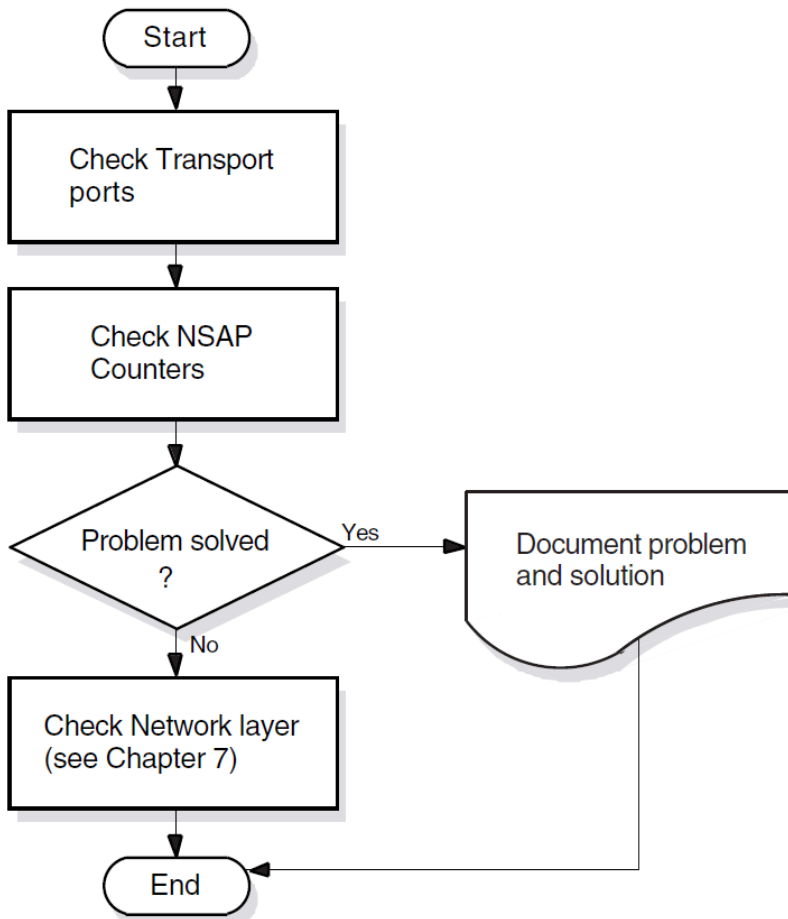 Start
Check Transport
ports
Check NSAP
Counters
Problem solved
?
Yes
Document problem
and solution
No
Check Network layer
(see Chapter 7)
End